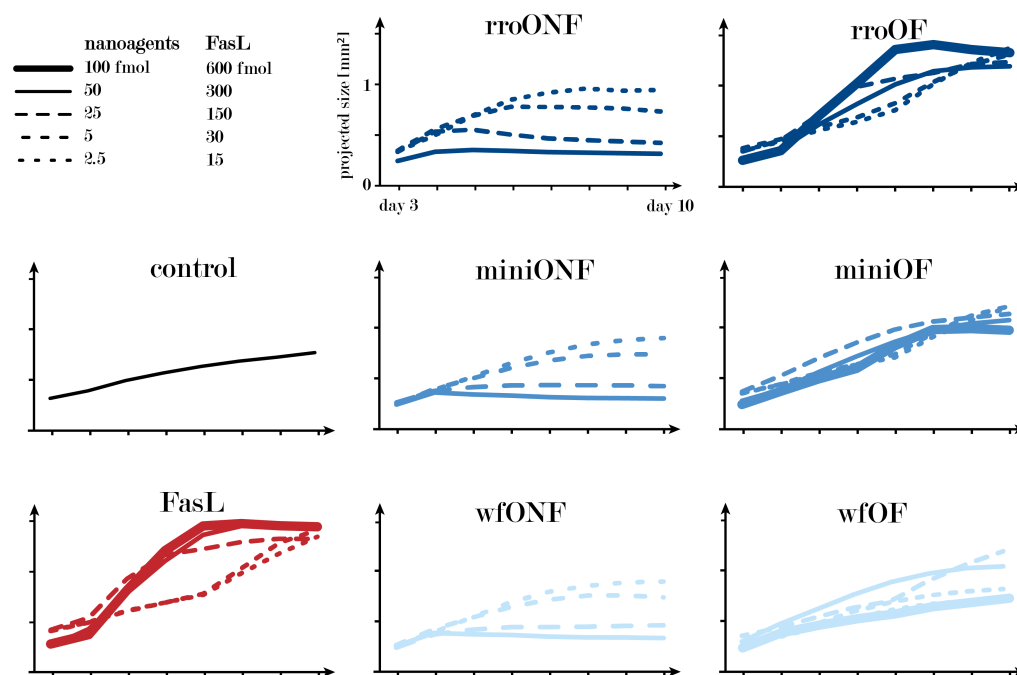 nanoagents FasL
100 fmol 600 fmol
50 300
25 150
5 30
2.5 15
rroONF
projected size [mm²]
1
0
day 3 day 10
rroOF
control
miniONF
miniOF
FasL
wfONF
wfOF